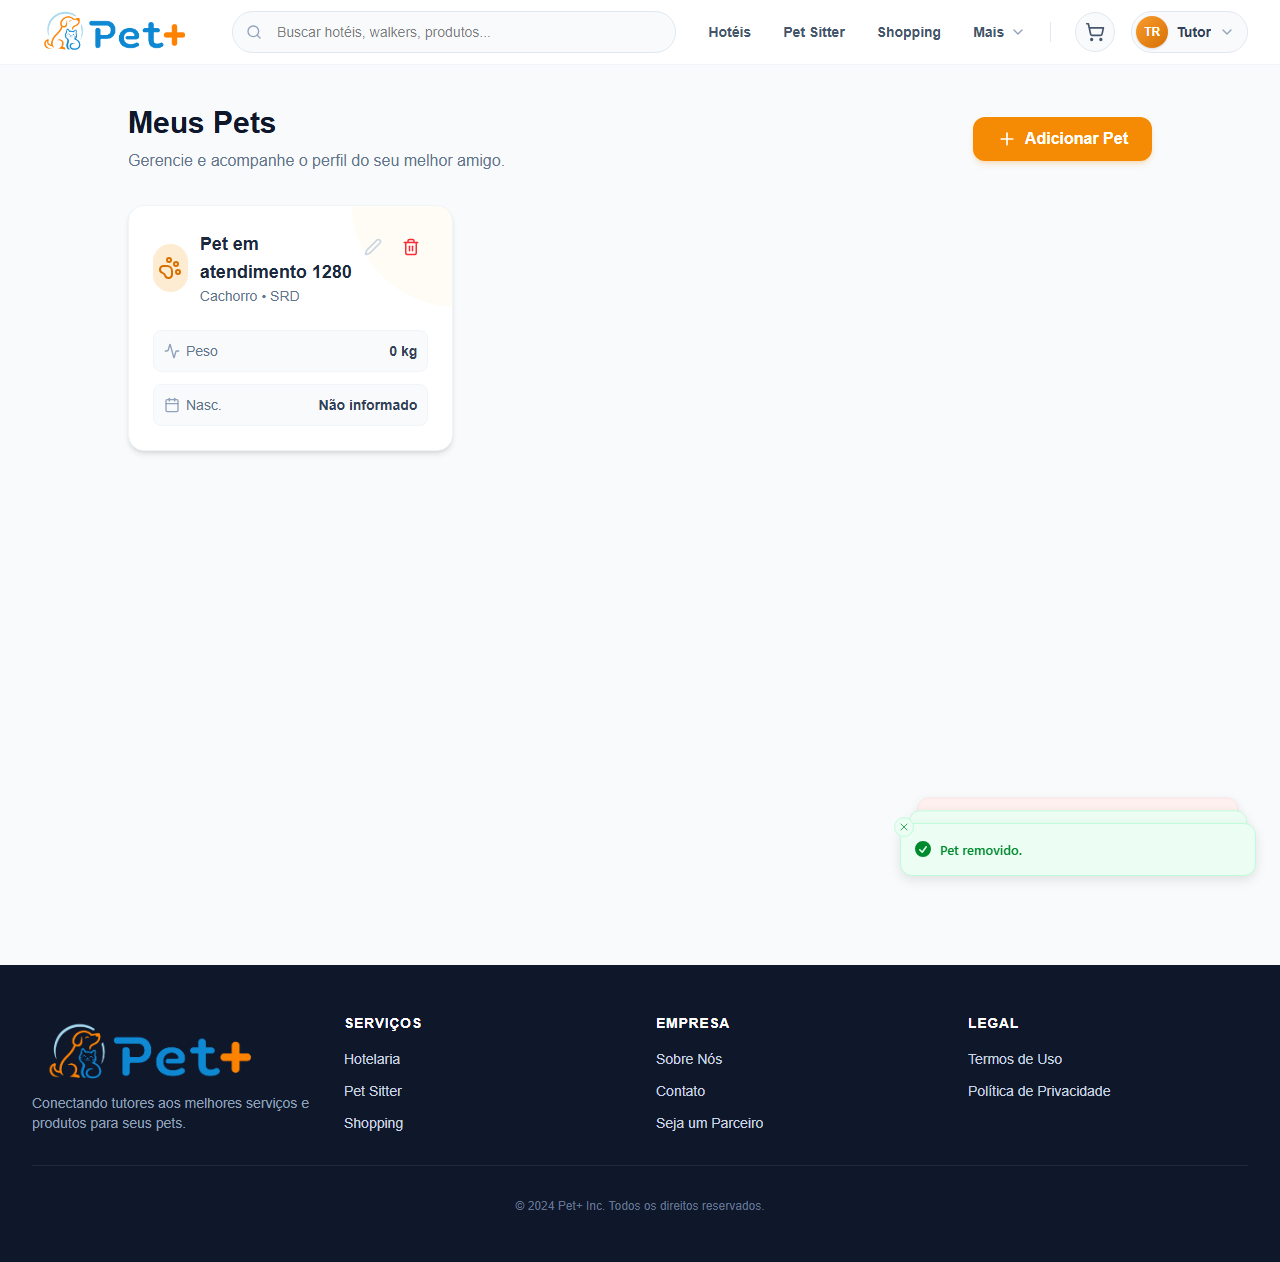 Pet+
Buscar hotéis, walkers, produtos...
Hotéis
Pet Sitter
Shopping
Mais
TR
Tutor
Meus Pets
Gerencie e acompanhe o perfil do seu melhor amigo.
Adicionar Pet
Pet em
atendimento 1280
Cachorro • SRD
Peso
0 kg
Nasc.
Não informado
Pet removido.
Pet+
Conectando tutores aos melhores serviços e
produtos para seus pets.
SERVIÇOS
Hotelaria
Pet Sitter
Shopping
EMPRESA
Sobre Nós
Contato
Seja um Parceiro
LEGAL
Termos de Uso
Política de Privacidade
© 2024 Pet+ Inc. Todos os direitos reservados.